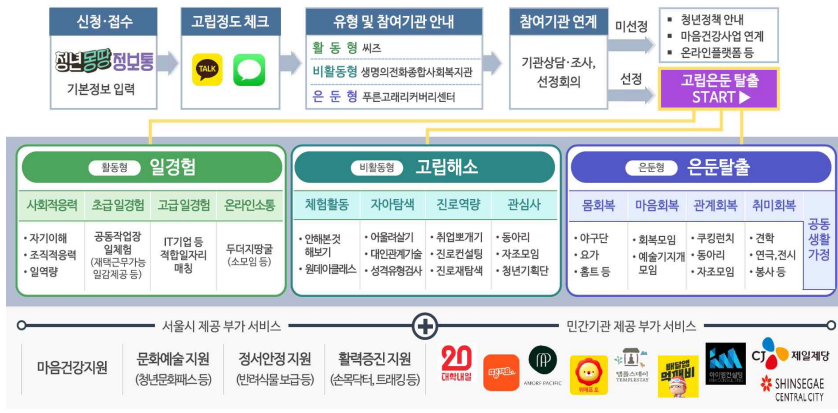 신청·접수
청년몽땅정보통
기본정보 입력
고립정도 체크
TALK
유형 및 참여기관 안내
활 동 형 씨즈
비활동형 생명의전화종합사회복지관
은 둔 형 푸른고래리커버리센터
참여기관 연계
기관상담·조사,
선정회의
미선정
선정
▪ 청년정책 안내
▪ 마음건강사업 연계
▪ 온라인플랫폼 등
고립은둔 탈출
START ▶
활동형 일경험
사회적응력
• 자기이해
• 조직적응력
• 일역량
초급 일경험
공동작업장
일체험
(재택근무가능
일감제공 등)
고급 일경험
IT기업 등
적합일자리
매칭
온라인소통
두더지땅굴
(소모임 등)
비활동형 고립해소
체험활동
• 안해본것
해보기
• 원데이클래스
자아탐색
• 어울려살기
• 대인관계기술
• 성격유형검사
진로역량
• 취업뽀개기
• 진로컨설팅
• 진로재탐색
관심사
• 동아리
• 자조모임
• 청년기획단
은둔형 은둔탈출
몸회복
• 야구단
• 요가
• 홈트 등
마음회복
• 회복모임
• 예술기지개
모임
관계회복
• 쿠킹런치
• 동아리
• 자조모임
취미회복
• 견학
• 연극,전시
• 봉사 등
공동
생활
가정
서울시 제공 부가 서비스
민간기관 제공 부가 서비스
마음건강지원
문화예술 지원
(청년문화패스 등)
정서안정 지원
(반려식물 보급 등)
활력증진 지원
(손목닥터, 트래킹 등)
20
대학내일
AP
AMORE PACIFIC
템플스테이
TEMPLESTAY
배달앱
먹깨비
아이엠컨설팅
CJ 제일제당
SHINSEGAE
CENTRAL CITY